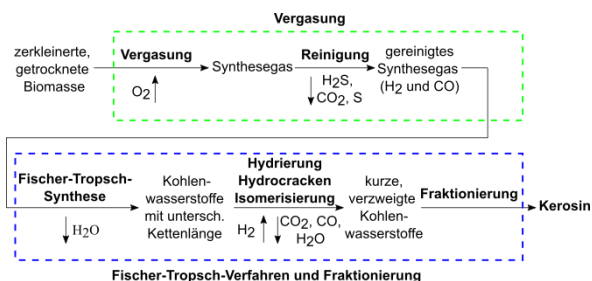 Vergasung
zerkleinerte,
getrocknete
Biomasse
Vergasung
O2
Synthesegas
Reinigung
H2S,
CO2, S
gereinigtes
Synthesegas
(H2 und CO)
Fischer-Tropsch-
Synthese
H2O
Kohlen-
wasserstoffe
mit untersch.
Kettenlänge
Hydrierung
Hydrocracken
Isomerisierung
H2
CO2, CO,
H2O
kurze,
verzweigte
Kohlen-
wasserstoffe
Fraktionierung
Kerosin
Fischer-Tropsch-Verfahren und Fraktionierung